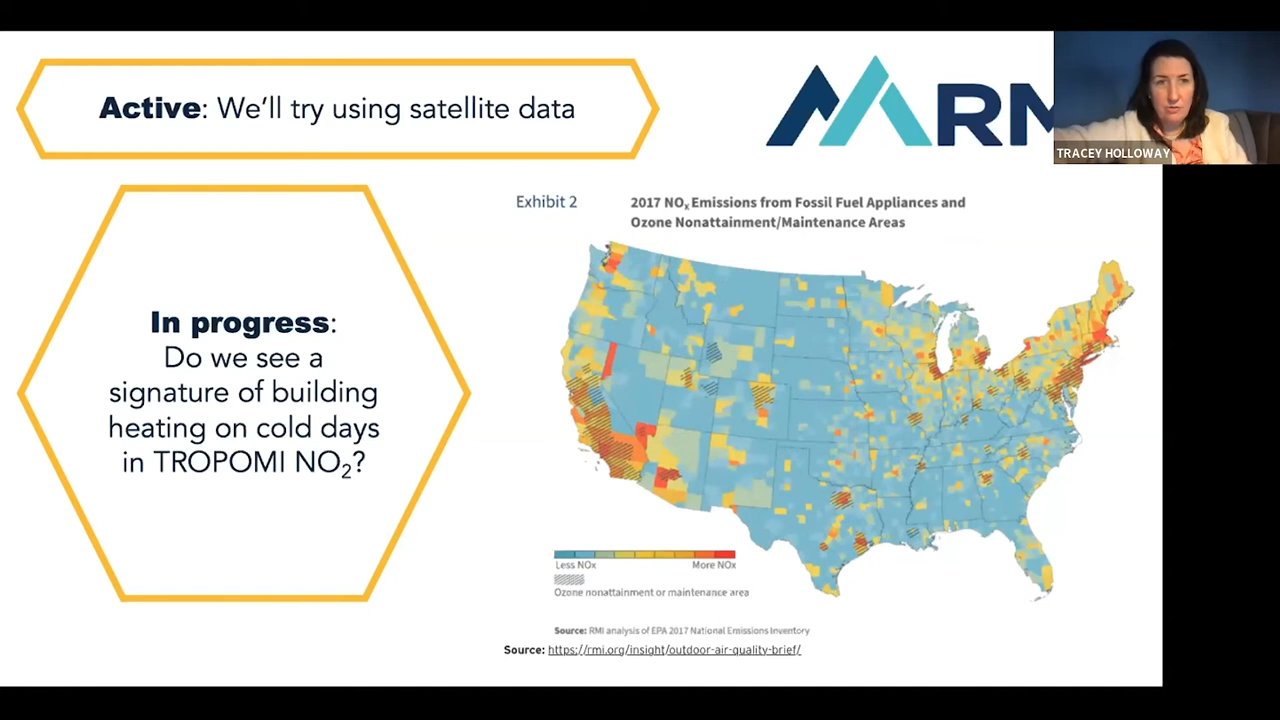 Active: We'll try using satellite data
RM
TRACEY HOLLOWAY
In progress:
Do we see a
signature of building
heating on cold days
in TROPOMI NO₂?
Exhibit 2
2017 NOₓ Emissions from Fossil Fuel Appliances and
Ozone Nonattainment/Maintenance Areas
Less NOx
More NOx
Ozone nonattainment or maintenance area
Source: RMI analysis of EPA 2017 National Emissions Inventory
Source: https://rmi.org/insight/outdoor-air-quality-brief/